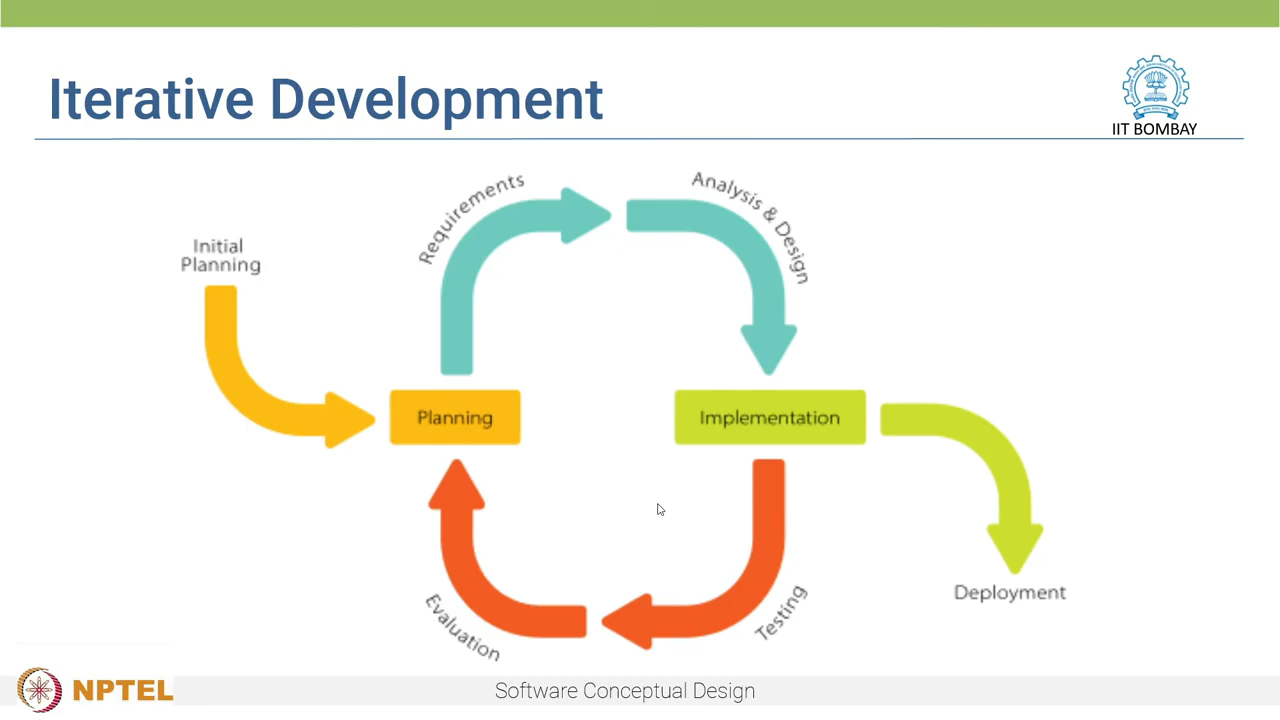 Iterative Development
IIT BOMBAY
Requirements
Analysis & Design
Initial
Planning
Planning
Implementation
Evaluation
Testing
Deployment
NPTEL
Software Conceptual Design